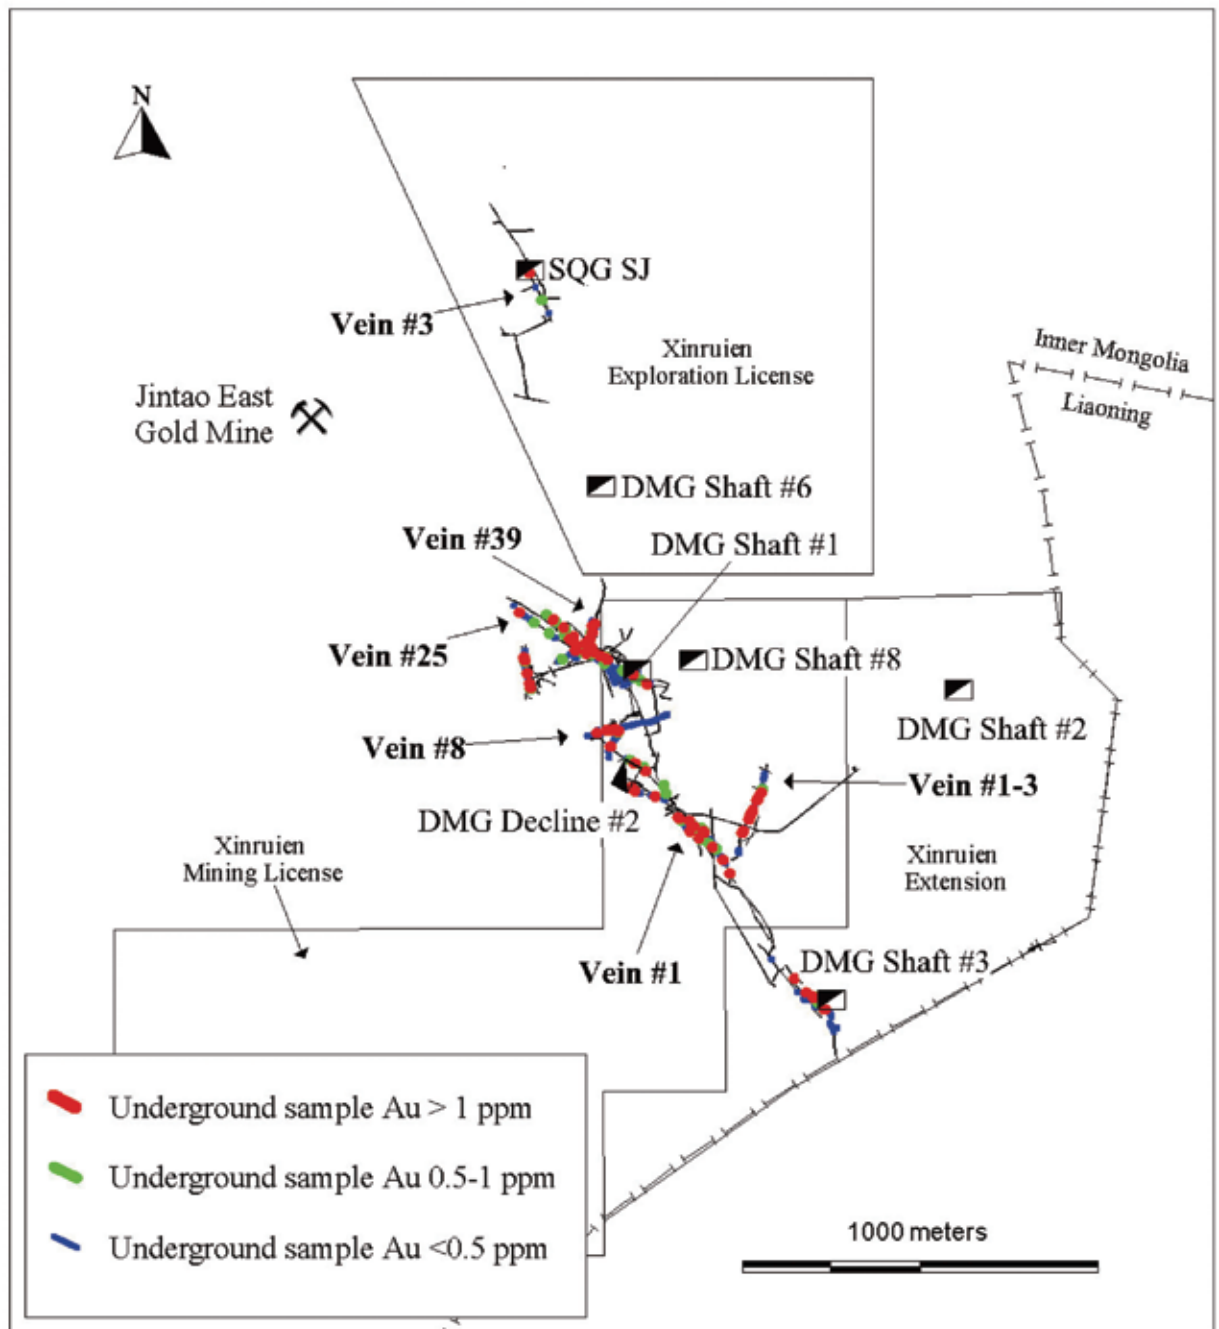 N
SQG SJ
Vein #3
Xinruien
Exploration License
Inner Mongolia
Liaoning
Jintao East
Gold Mine
DMG Shaft #6
Vein #39
DMG Shaft #1
Vein #25
DMG Shaft #8
DMG Shaft #2
Vein #8
Vein #1-3
DMG Decline #2
Xinruien
Mining License
Xinruien
Extension
Vein #1
DMG Shaft #3
Underground sample Au > 1 ppm
Underground sample Au 0.5-1 ppm
Underground sample Au <0.5 ppm
1000 meters